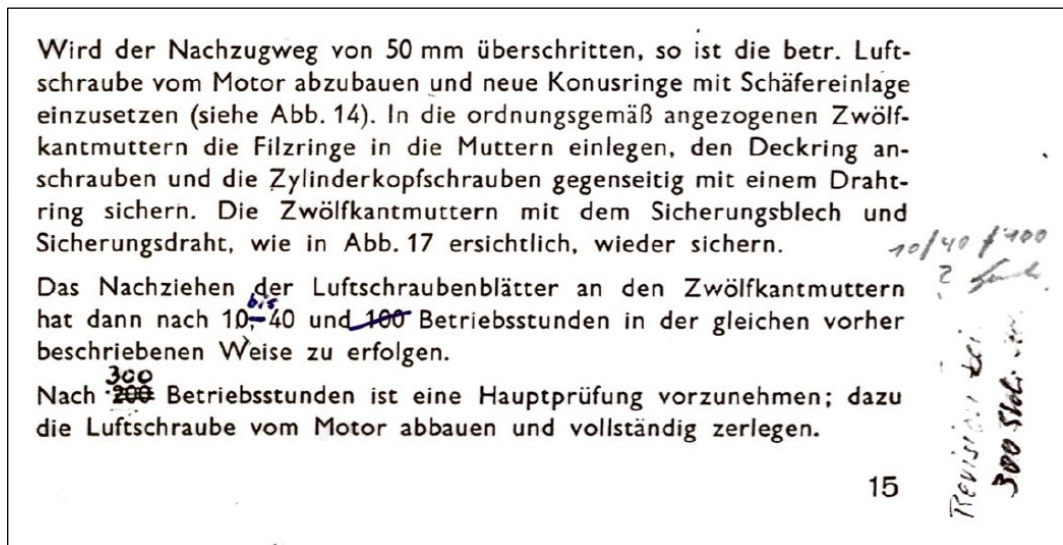 Wird der Nachzugweg von 50 mm überschritten, so ist die betr. Luft-
schraube vom Motor abzubauen und neue Konusringe mit Schäfereinlage
einzusetzen (siehe Abb. 14). In die ordnungsgemäß angezogenen Zwölf-
kantmuttern die Filzringe in die Muttern einlegen, den Deckring an-
schrauben und die Zylinderkopfschrauben gegenseitig mit einem Draht-
ring sichern. Die Zwölfkantmuttern mit dem Sicherungsblech und
Sicherungsdraht, wie in Abb. 17 ersichtlich, wieder sichern.
10/40 / 100
?
Das Nachziehen der Luftschraubenblätter an den Zwölfkantmuttern
bis
hat dann nach 10, 40 und 100 Betriebsstunden in der gleichen vorher
beschriebenen Weise zu erfolgen.
300
Nach 200 Betriebsstunden ist eine Hauptprüfung vorzunehmen; dazu
die Luftschraube vom Motor abbauen und vollständig zerlegen.
Revision bei
300 Std.
15